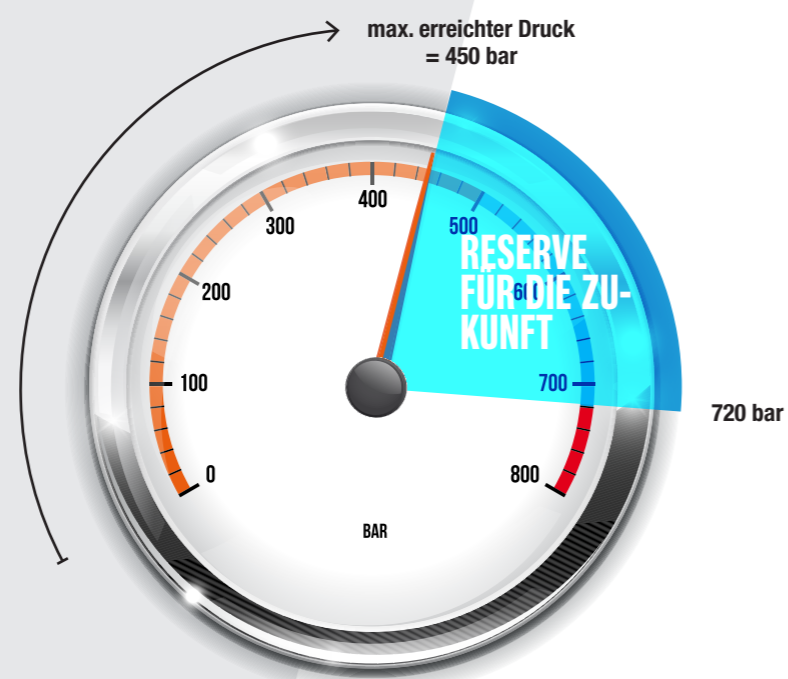 max. erreichter Druck
= 450 bar
400
300
500
RESERVE
FÜR DIE ZU-
KUNFT
200
600
100
700
720 bar
0
800
BAR